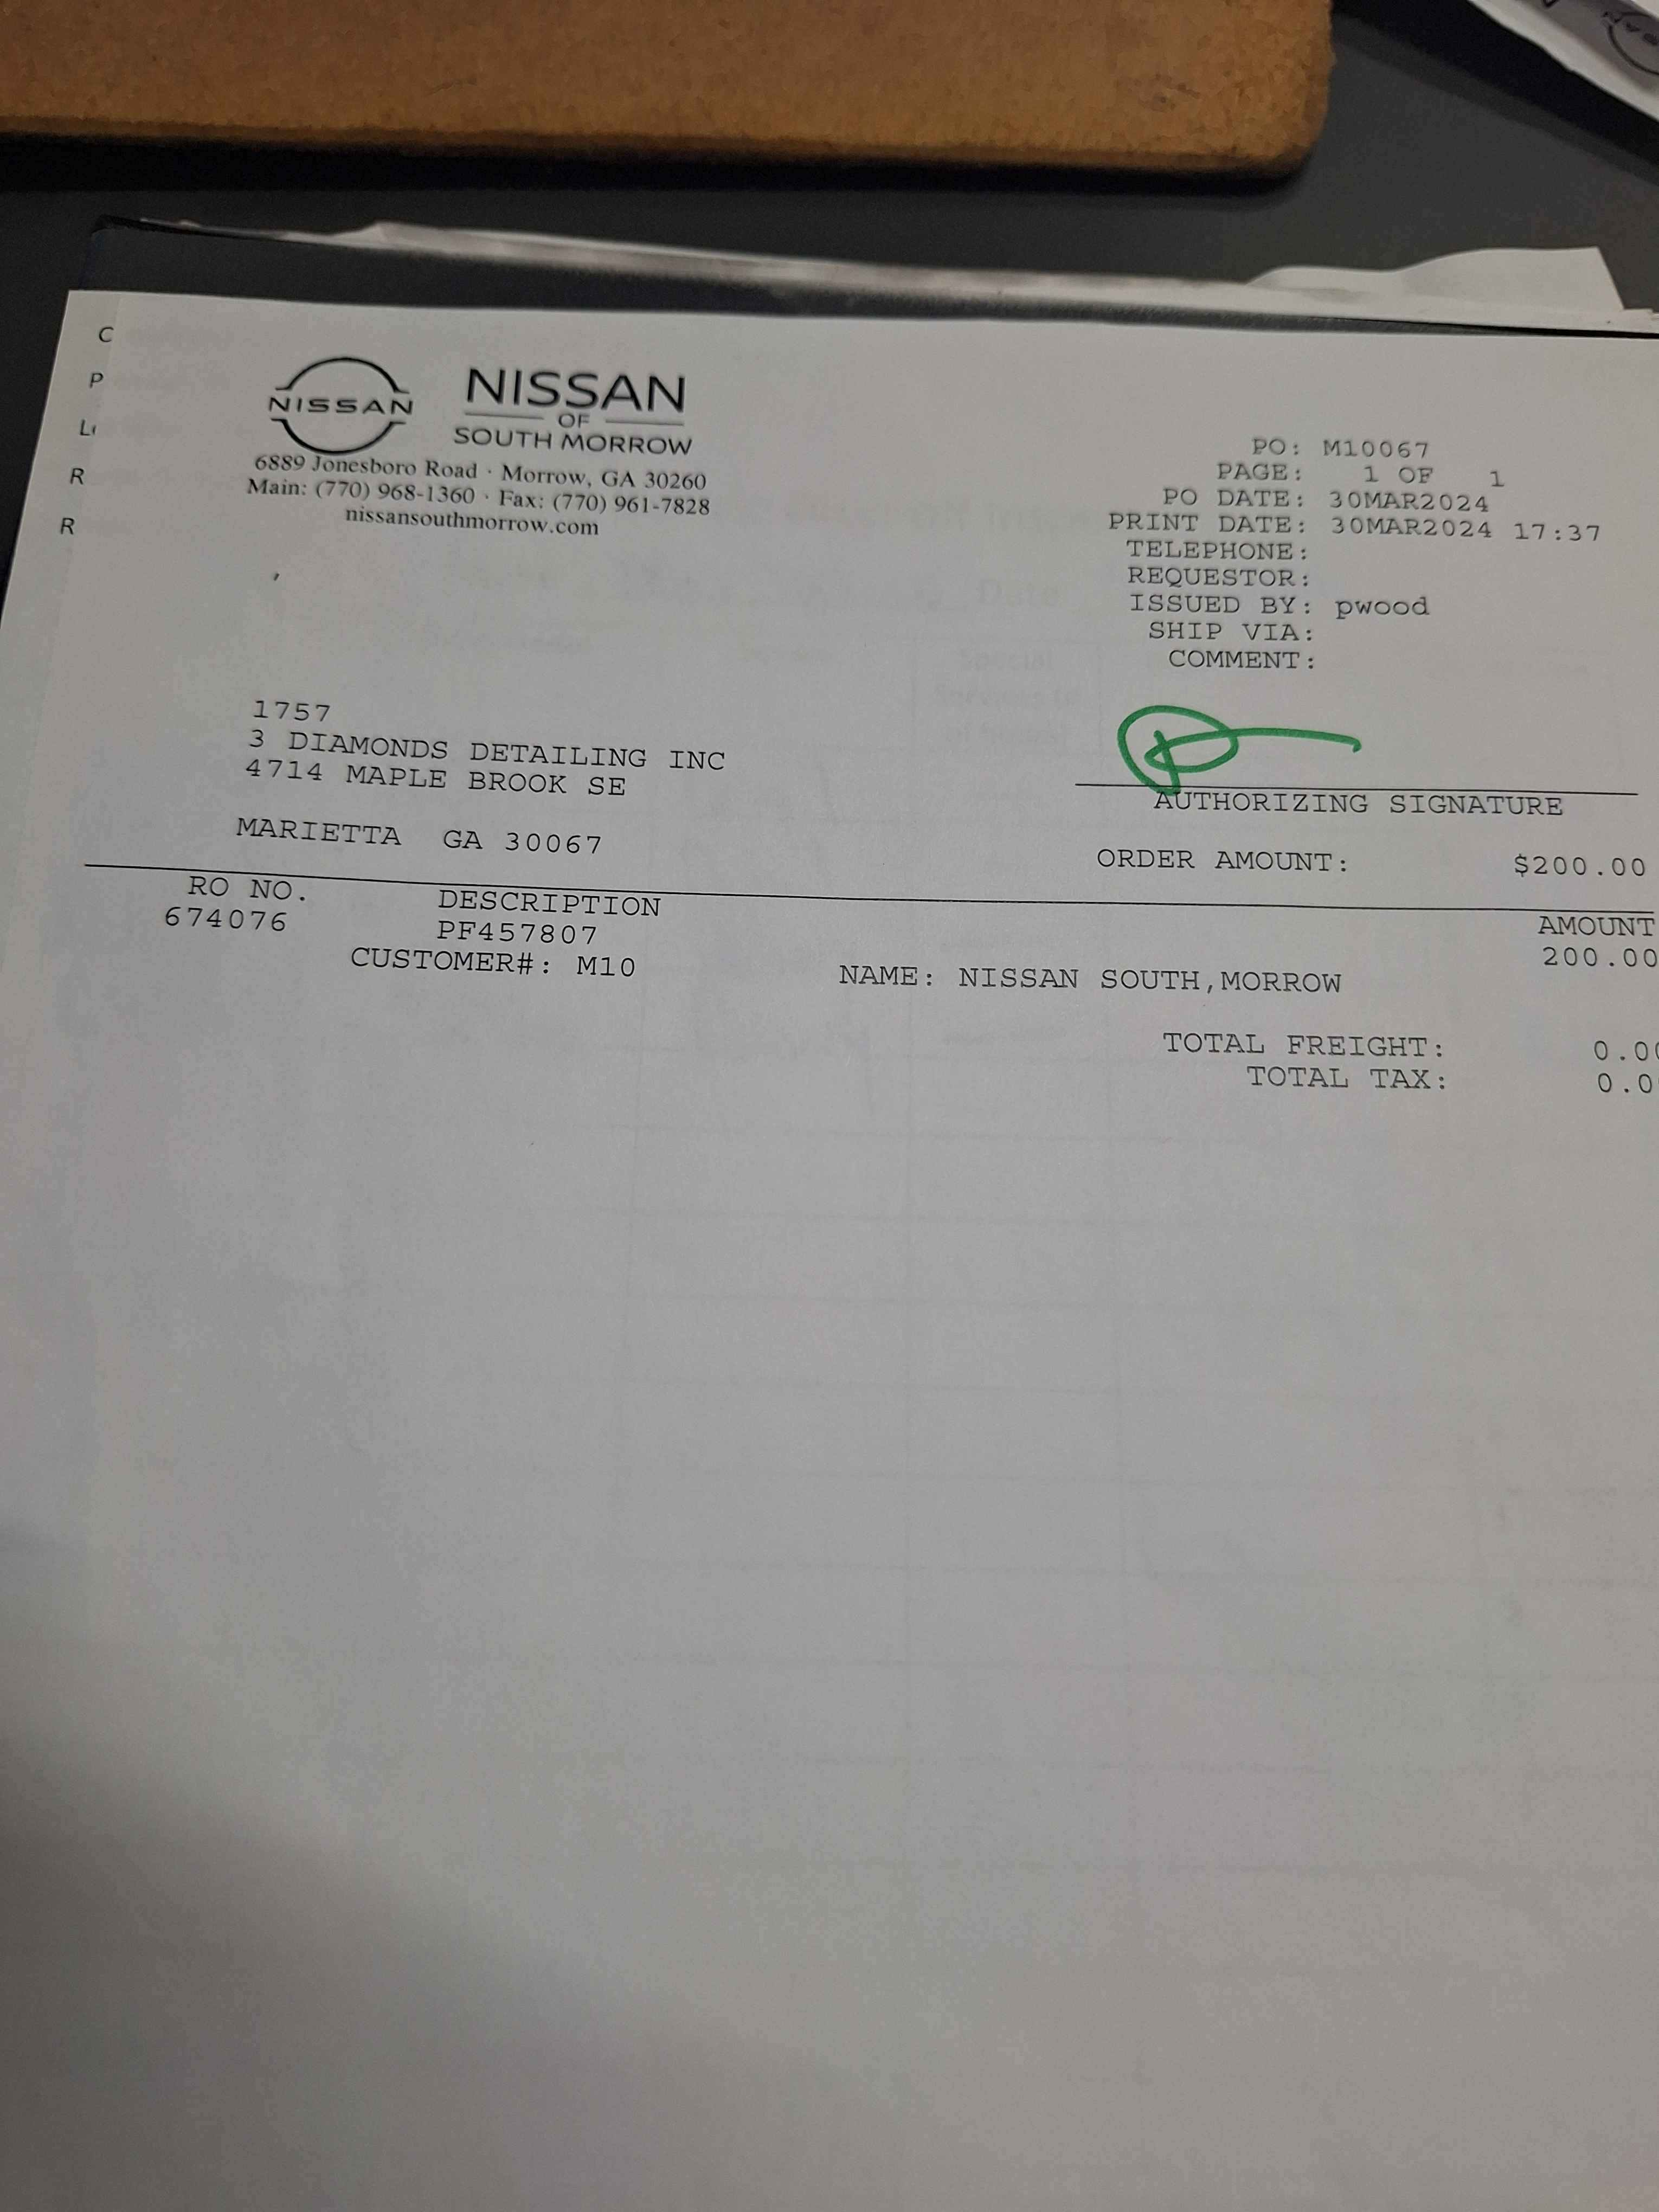 C
P
R
R
NISSAN
NISSAN
OF
SOUTH MORROW
6889 Jonesboro Road · Morrow, GA 30260
Main: (770) 968-1360 · Fax: (770) 961-7828
nissansouthmorrow.com
PO: M10067
PAGE: 1 OF 1
PO DATE: 30MAR2024
PRINT DATE: 30MAR2024 17:37
TELEPHONE:
REQUESTOR:
ISSUED BY: pwood
SHIP VIA:
COMMENT:
1757
3 DIAMONDS DETAILING INC
4714 MAPLE BROOK SE
MARIETTA GA 30067
AUTHORIZING SIGNATURE
ORDER AMOUNT: $200.00
RO NO. DESCRIPTION AMOUNT
674076 PF457807 200.00
CUSTOMER#: M10 NAME: NISSAN SOUTH,MORROW
TOTAL FREIGHT: 0.00
TOTAL TAX: 0.0